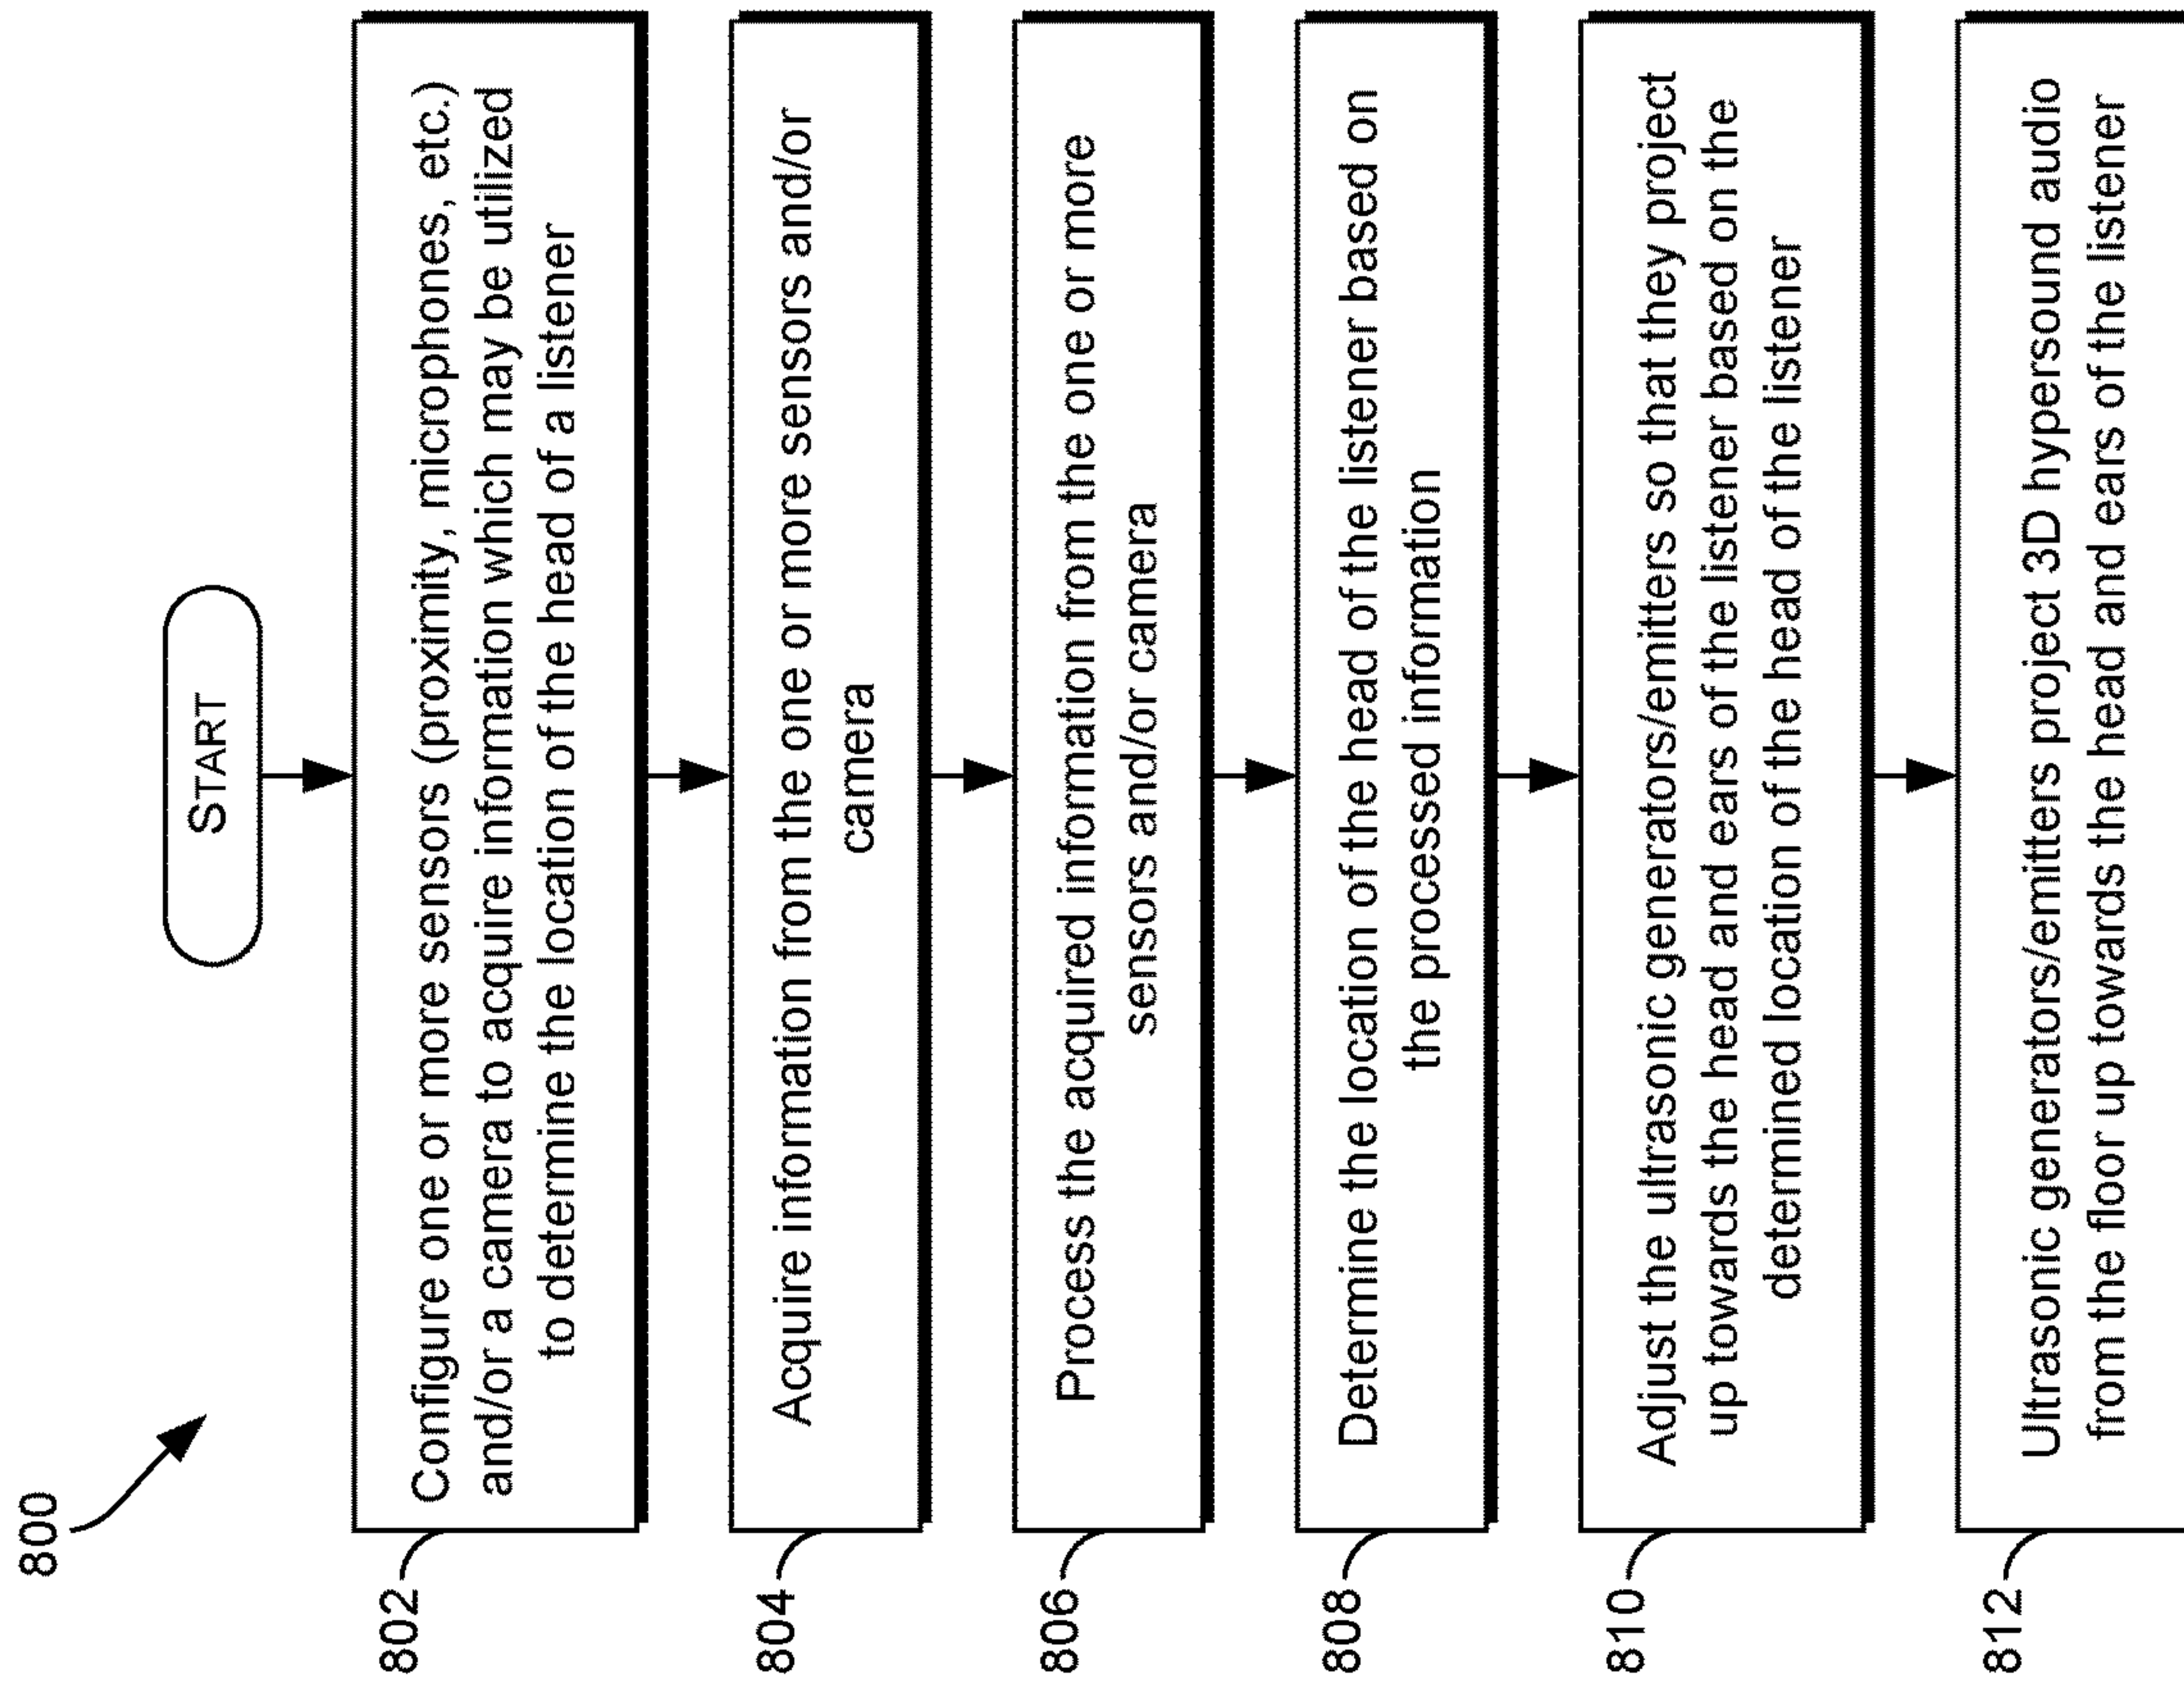 800
START
802
Configure one or more sensors (proximity, microphones, etc.)
and/or a camera to acquire information which may be utilized
to determine the location of the head of a listener
804
Acquire information from the one or more sensors and/or
camera
806
Process the acquired information from the one or more
sensors and/or camera
808
Determine the location of the head of the listener based on
the processed information
810
Adjust the ultrasonic generators/emitters so that they project
up towards the head and ears of the listener based on the
determined location of the head of the listener
812
Ultrasonic generators/emitters project 3D hypersound audio
from the floor up towards the head and ears of the listener